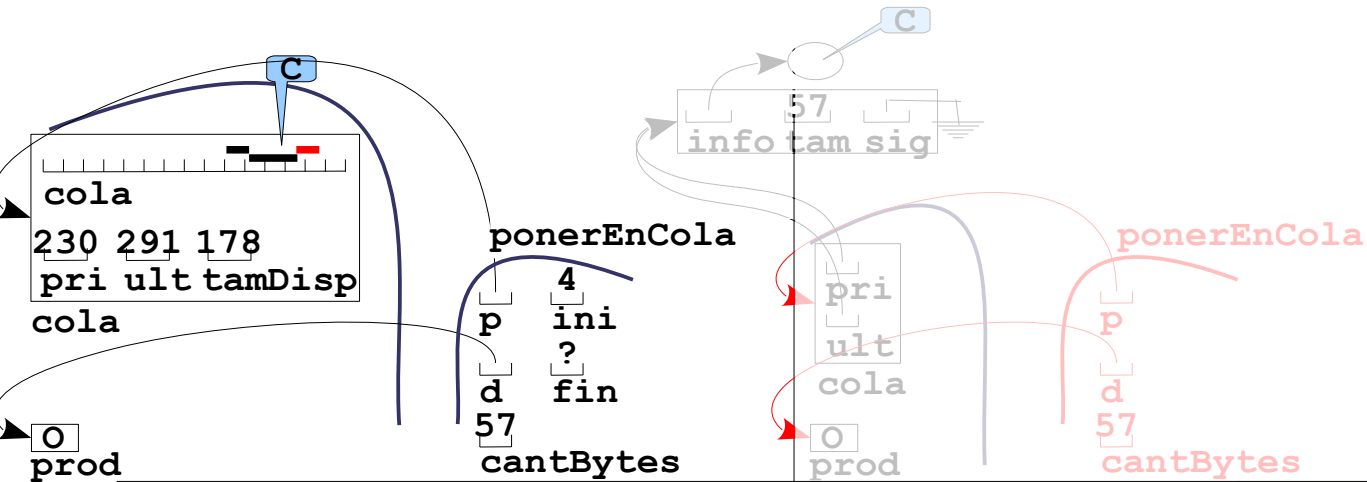 C
cola
230 291 178
pri ult tamDisp
cola
ponerEnCola
4
p ini
?
d fin
57
cantBytes
O
prod
C
57
info tam sig
pri
ult
cola
O
prod
ponerEnCola
p
d
57
cantBytes